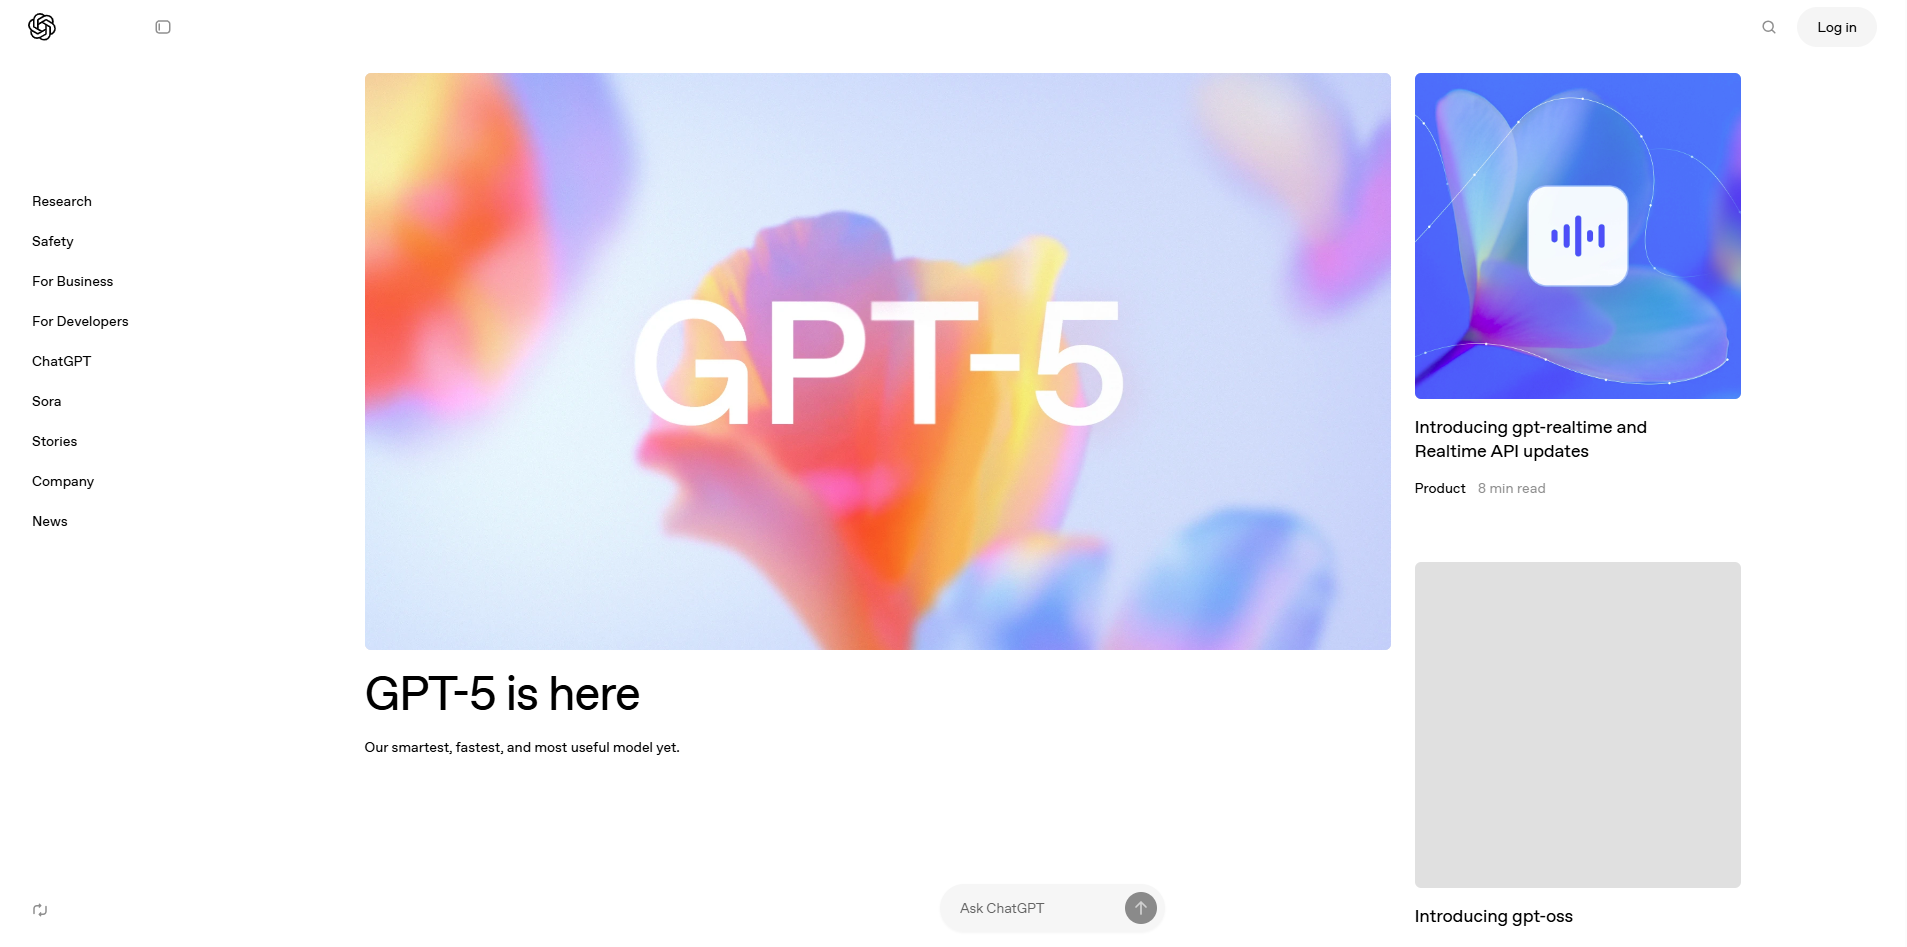 Log in
Research
Safety
For Business
For Developers
ChatGPT
Sora
Stories
Company
News
GPT-5
GPT-5 is here
Our smartest, fastest, and most useful model yet.
Introducing gpt-realtime and
Realtime API updates
Product 8 min read
Introducing gpt-oss
Ask ChatGPT